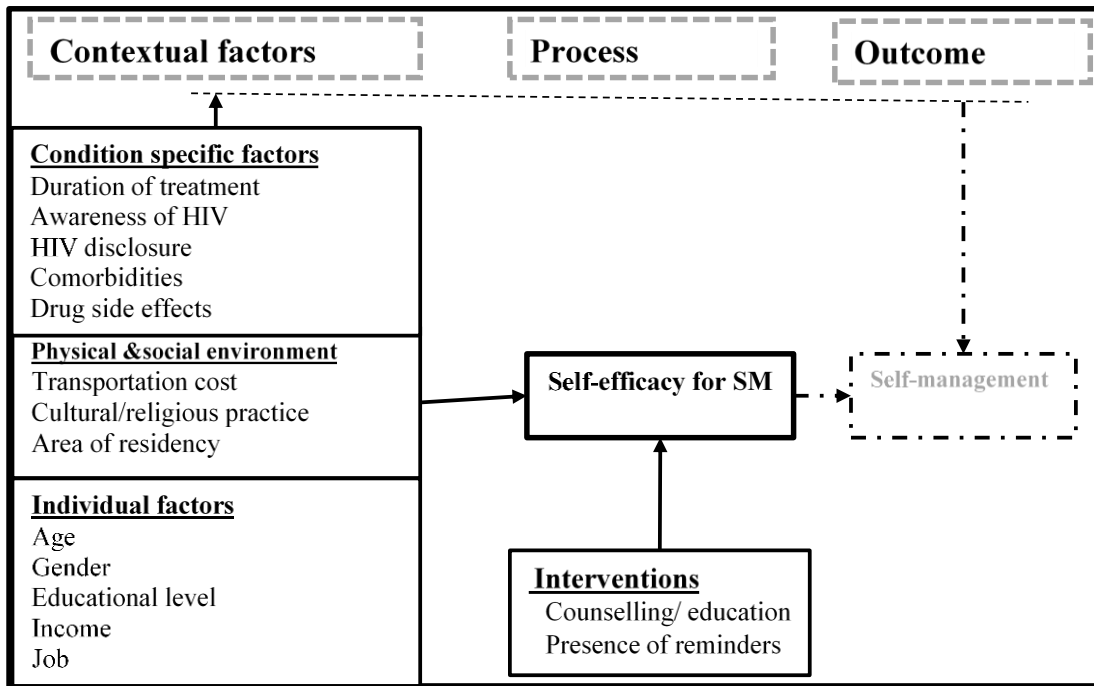 Contextual factors
Process
Outcome
Condition specific factors
Duration of treatment
Awareness of HIV
HIV disclosure
Comorbidities
Drug side effects
Physical &social environment
Transportation cost
Cultural/religious practice
Area of residency
Individual factors
Age
Gender
Educational level
Income
Job
Self-efficacy for SM
Self-management
Interventions
Counselling/ education
Presence of reminders